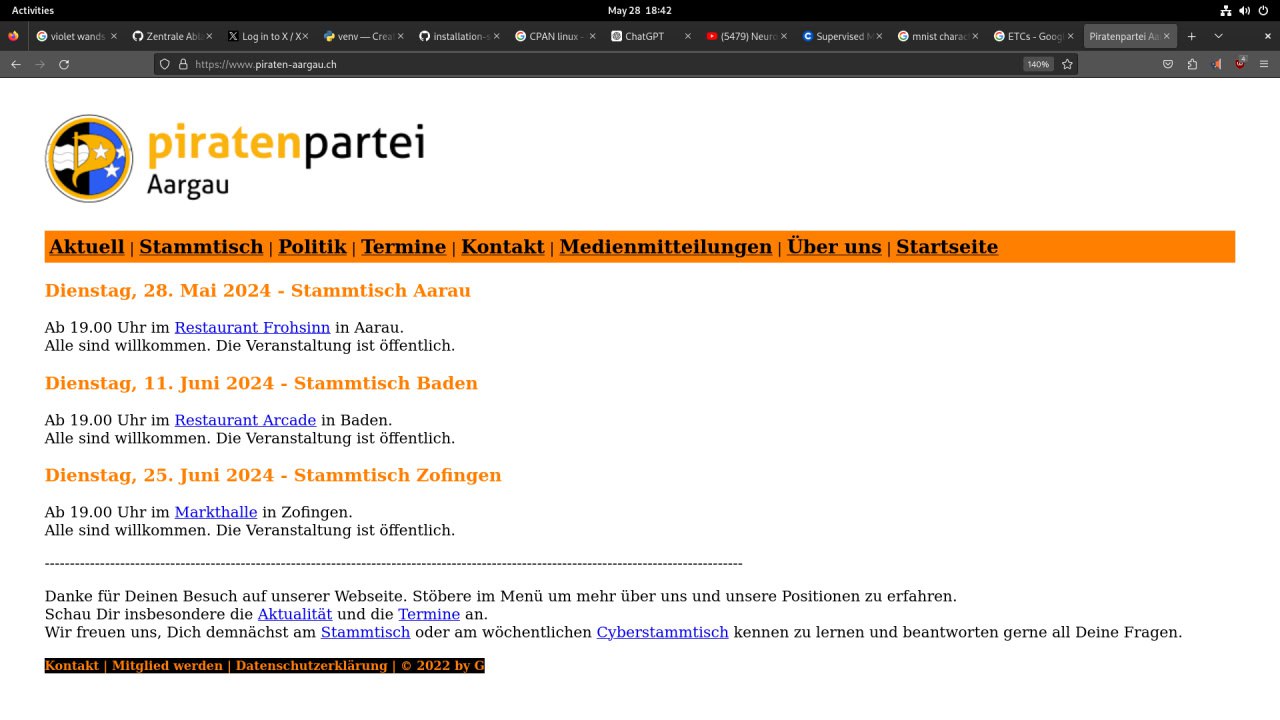 Activities
May 28 18:42
violet wands
Zentrale Abla
Log in to X / X
venv — Creat
installation-s
CPAN linux -
ChatGPT
(5479) Neuro
Supervised M
mnist charac
ETCs - Googl
Piratenpartei Aa
https://www.piraten-aargau.ch
140%
4
piratenpartei
Aargau
Aktuell | Stammtisch | Politik | Termine | Kontakt | Medienmitteilungen | Über uns | Startseite
Dienstag, 28. Mai 2024 - Stammtisch Aarau
Ab 19.00 Uhr im Restaurant Frohsinn in Aarau.
Alle sind willkommen. Die Veranstaltung ist öffentlich.
Dienstag, 11. Juni 2024 - Stammtisch Baden
Ab 19.00 Uhr im Restaurant Arcade in Baden.
Alle sind willkommen. Die Veranstaltung ist öffentlich.
Dienstag, 25. Juni 2024 - Stammtisch Zofingen
Ab 19.00 Uhr im Markthalle in Zofingen.
Alle sind willkommen. Die Veranstaltung ist öffentlich.
--------------------------------------------------------------------------------------------------------------------------------------------
Danke für Deinen Besuch auf unserer Webseite. Stöbere im Menü um mehr über uns und unsere Positionen zu erfahren.
Schau Dir insbesondere die Aktualität und die Termine an.
Wir freuen uns, Dich demnächst am Stammtisch oder am wöchentlichen Cyberstammtisch kennen zu lernen und beantworten gerne all Deine Fragen.
Kontakt | Mitglied werden | Datenschutzerklärung | © 2022 by G